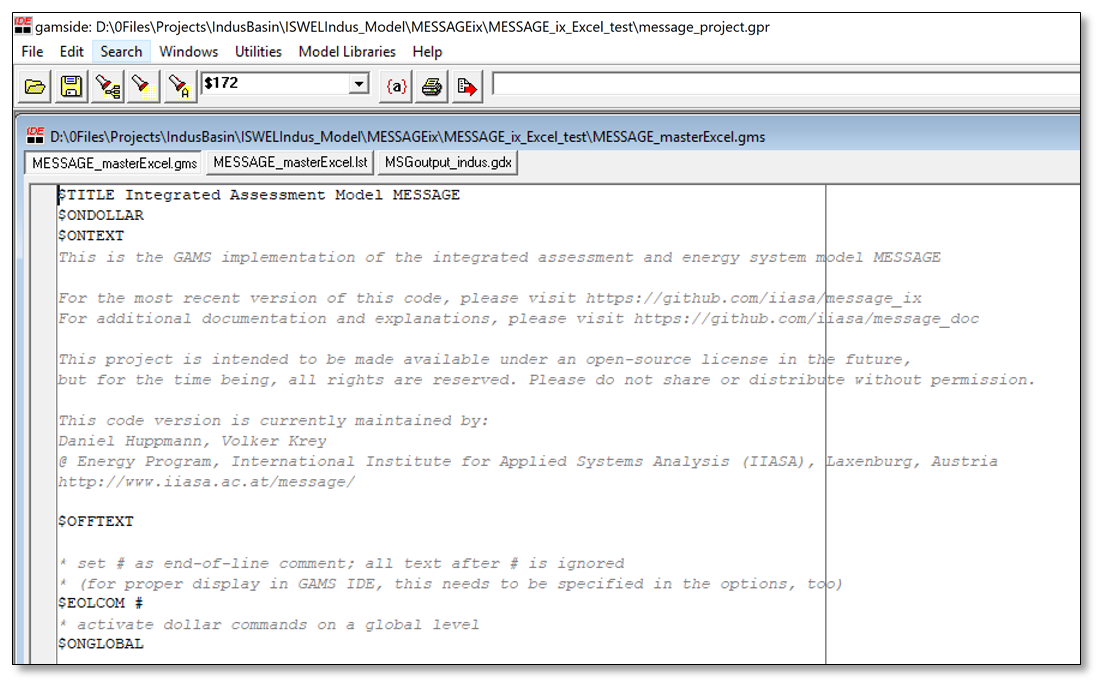 IDE
gamside: D:\0Files\Projects\IndusBasin\ISWELIndus_Model\MESSAGEix\MESSAGE_ix_Excel_test\message_project.gpr
File Edit Search Windows Utilities Model Libraries Help
A $172 {a}
IDE D:\0Files\Projects\IndusBasin\ISWELIndus_Model\MESSAGEix\MESSAGE_ix_Excel_test\MESSAGE_masterExcel.gms
MESSAGE_masterExcel.gms MESSAGE_masterExcel.lst MSGoutput_indus.gdx
$TITLE Integrated Assessment Model MESSAGE
$ONDOLLAR
$ONTEXT
This is the GAMS implementation of the integrated assessment and energy system model MESSAGE
For the most recent version of this code, please visit https://github.com/iiasa/message_ix
For additional documentation and explanations, please visit https://github.com/iiasa/message_doc
This project is intended to be made available under an open-source license in the future,
but for the time being, all rights are reserved. Please do not share or distribute without permission.
This code version is currently maintained by:
Daniel Huppmann, Volker Krey
@ Energy Program, International Institute for Applied Systems Analysis (IIASA), Laxenburg, Austria
http://www.iiasa.ac.at/message/
$OFFTEXT
* set # as end-of-line comment; all text after # is ignored
* (for proper display in GAMS IDE, this needs to be specified in the options, too)
$EOLCOM #
* activate dollar commands on a global level
$ONGLOBAL